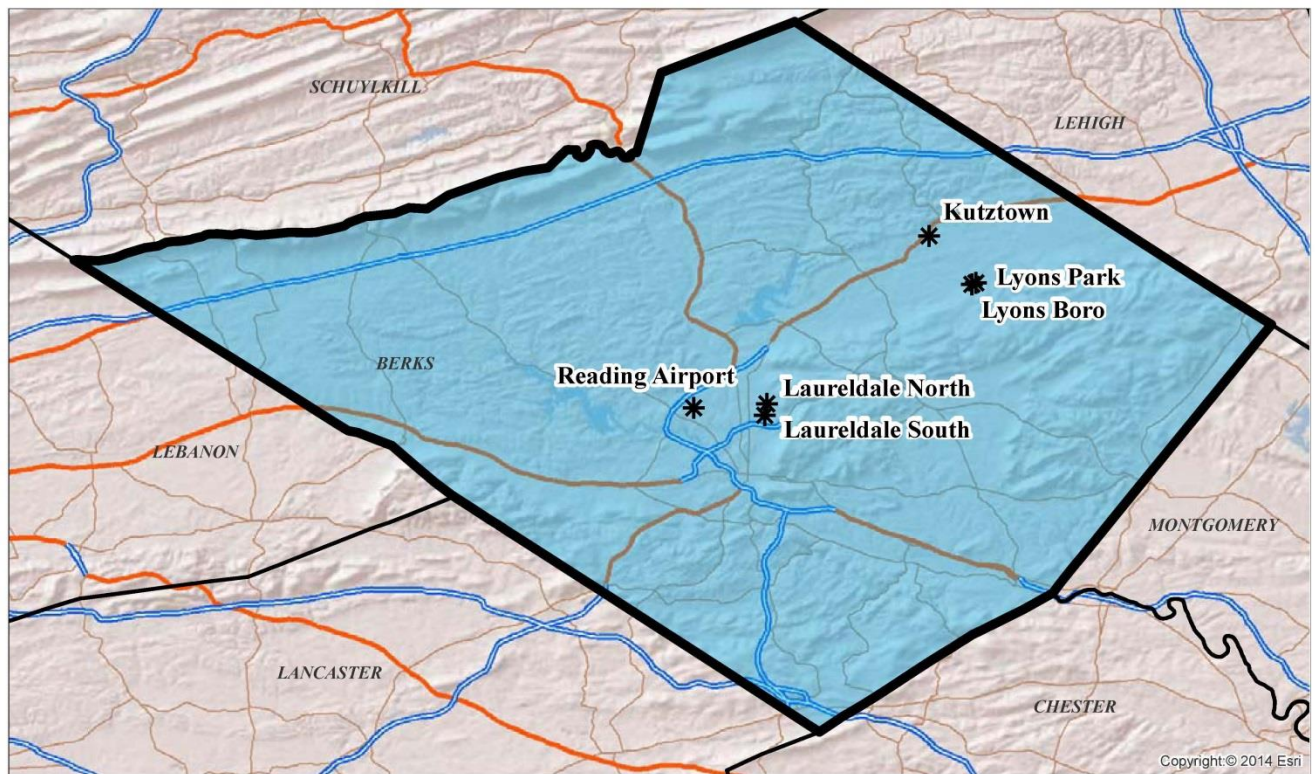 SCHUYLKILL
LEHIGH
Kutztown
Lyons Park
Lyons Boro
BERKS
Reading Airport
Laureldale North
Laureldale South
LEBANON
MONTGOMERY
LANCASTER
CHESTER
Copyright:© 2014 Esri